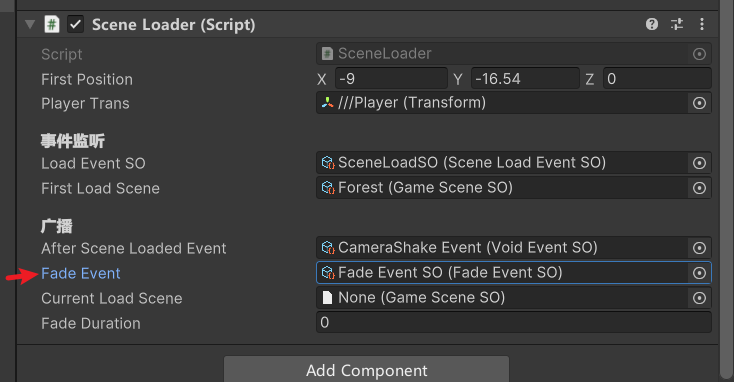 Scene Loader (Script)
Script SceneLoader
First Position X -9 Y -16.54 Z 0
Player Trans ///Player (Transform)
事件监听
Load Event SO SceneLoadSO (Scene Load Event SO)
First Load Scene Forest (Game Scene SO)
广播
After Scene Loaded Event CameraShake Event (Void Event SO)
Fade Event Fade Event SO (Fade Event SO)
Current Load Scene None (Game Scene SO)
Fade Duration 0
Add Component